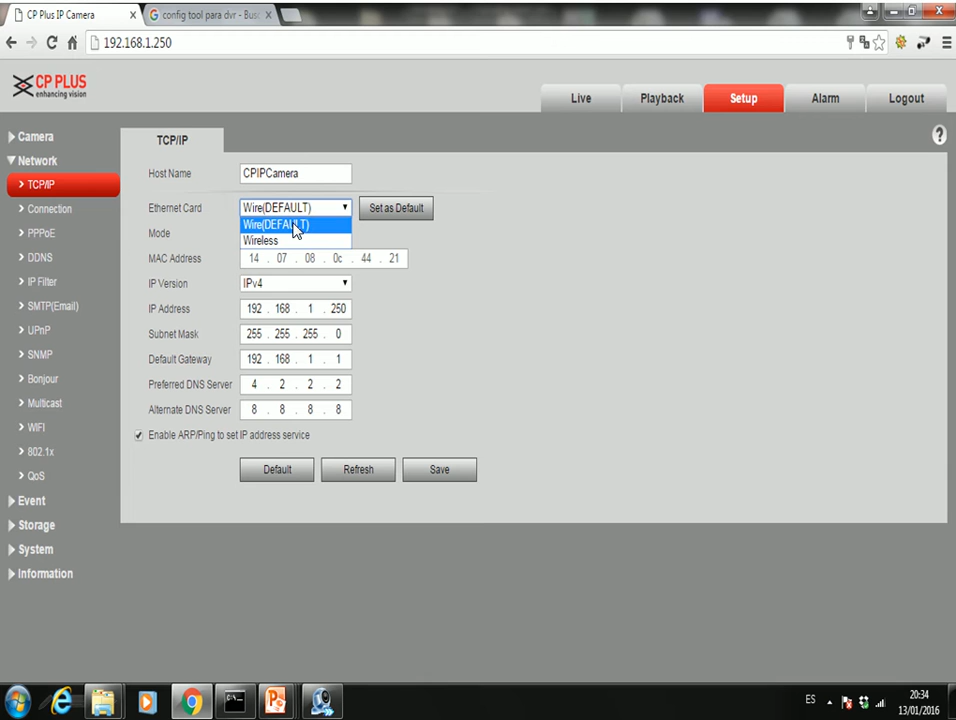 CP Plus IP Camera
config tool para dvr - Bus
192.168.1.250
CP PLUS
enhancing vision
Live
Playback
Setup
Alarm
Logout
Camera
Network
TCP/IP
Connection
PPPoE
DDNS
IP Filter
SMTP(Email)
UPnP
SNMP
Bonjour
Multicast
WIFI
802.1x
QoS
Event
Storage
System
Information
TCP/IP
?
Host Name CPIPCamera
Ethernet Card Wire(DEFAULT) Set as Default
Wire(DEFAULT)
Wireless
Mode
MAC Address 14 . 07 . 08 . 0c . 44 . 21
IP Version IPv4
IP Address 192 . 168 . 1 . 250
Subnet Mask 255 . 255 . 255 . 0
Default Gateway 192 . 168 . 1 . 1
Preferred DNS Server 4 . 2 . 2 . 2
Alternate DNS Server 8 . 8 . 8 . 8
Enable ARP/Ping to set IP address service
Default Refresh Save
ES
20:34
13/01/2016